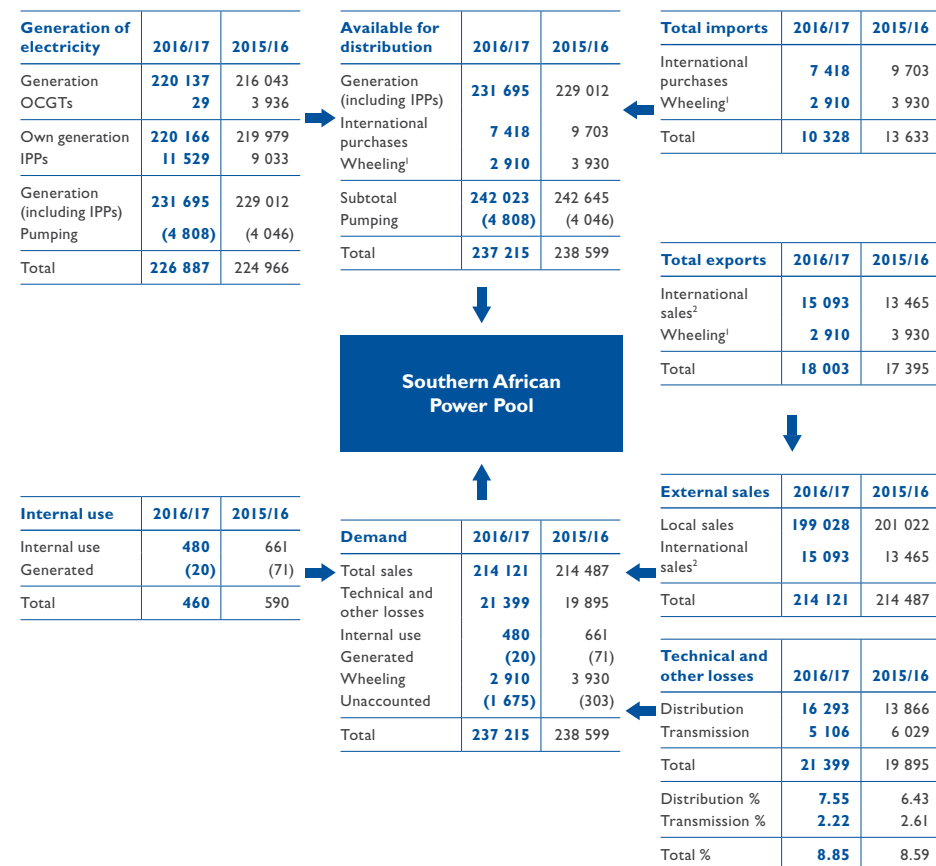 Generation of
electricity 2016/17 2015/16
Generation 220 137 216 043
OCGTs 29 3 936
Own generation 220 166 219 979
IPPs 11 529 9 033
Generation
(including IPPs) 231 695 229 012
Pumping (4 808) (4 046)
Total 226 887 224 966
Available for
distribution 2016/17 2015/16
Generation
(including IPPs) 231 695 229 012
International
purchases 7 418 9 703
Wheeling¹ 2 910 3 930
Subtotal 242 023 242 645
Pumping (4 808) (4 046)
Total 237 215 238 599
Total imports 2016/17 2015/16
International
purchases 7 418 9 703
Wheeling¹ 2 910 3 930
Total 10 328 13 633
Total exports 2016/17 2015/16
International
sales² 15 093 13 465
Wheeling¹ 2 910 3 930
Total 18 003 17 395
Southern African
Power Pool
Internal use 2016/17 2015/16
Internal use 480 661
Generated (20) (71)
Total 460 590
Demand 2016/17 2015/16
Total sales 214 121 214 487
Technical and
other losses 21 399 19 895
Internal use 480 661
Generated (20) (71)
Wheeling 2 910 3 930
Unaccounted (1 675) (303)
Total 237 215 238 599
External sales 2016/17 2015/16
Local sales 199 028 201 022
International
sales² 15 093 13 465
Total 214 121 214 487
Technical and
other losses 2016/17 2015/16
Distribution 16 293 13 866
Transmission 5 106 6 029
Total 21 399 19 895
Distribution % 7.55 6.43
Transmission % 2.22 2.61
Total % 8.85 8.59